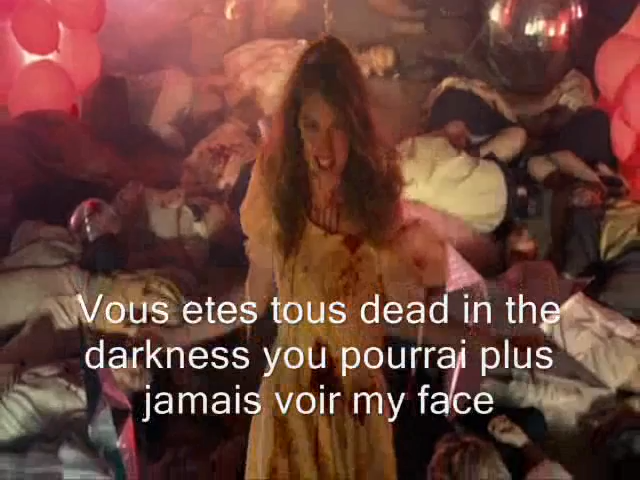 Vous etes tous dead in the
darkness you pourrai plus
jamais voir my face